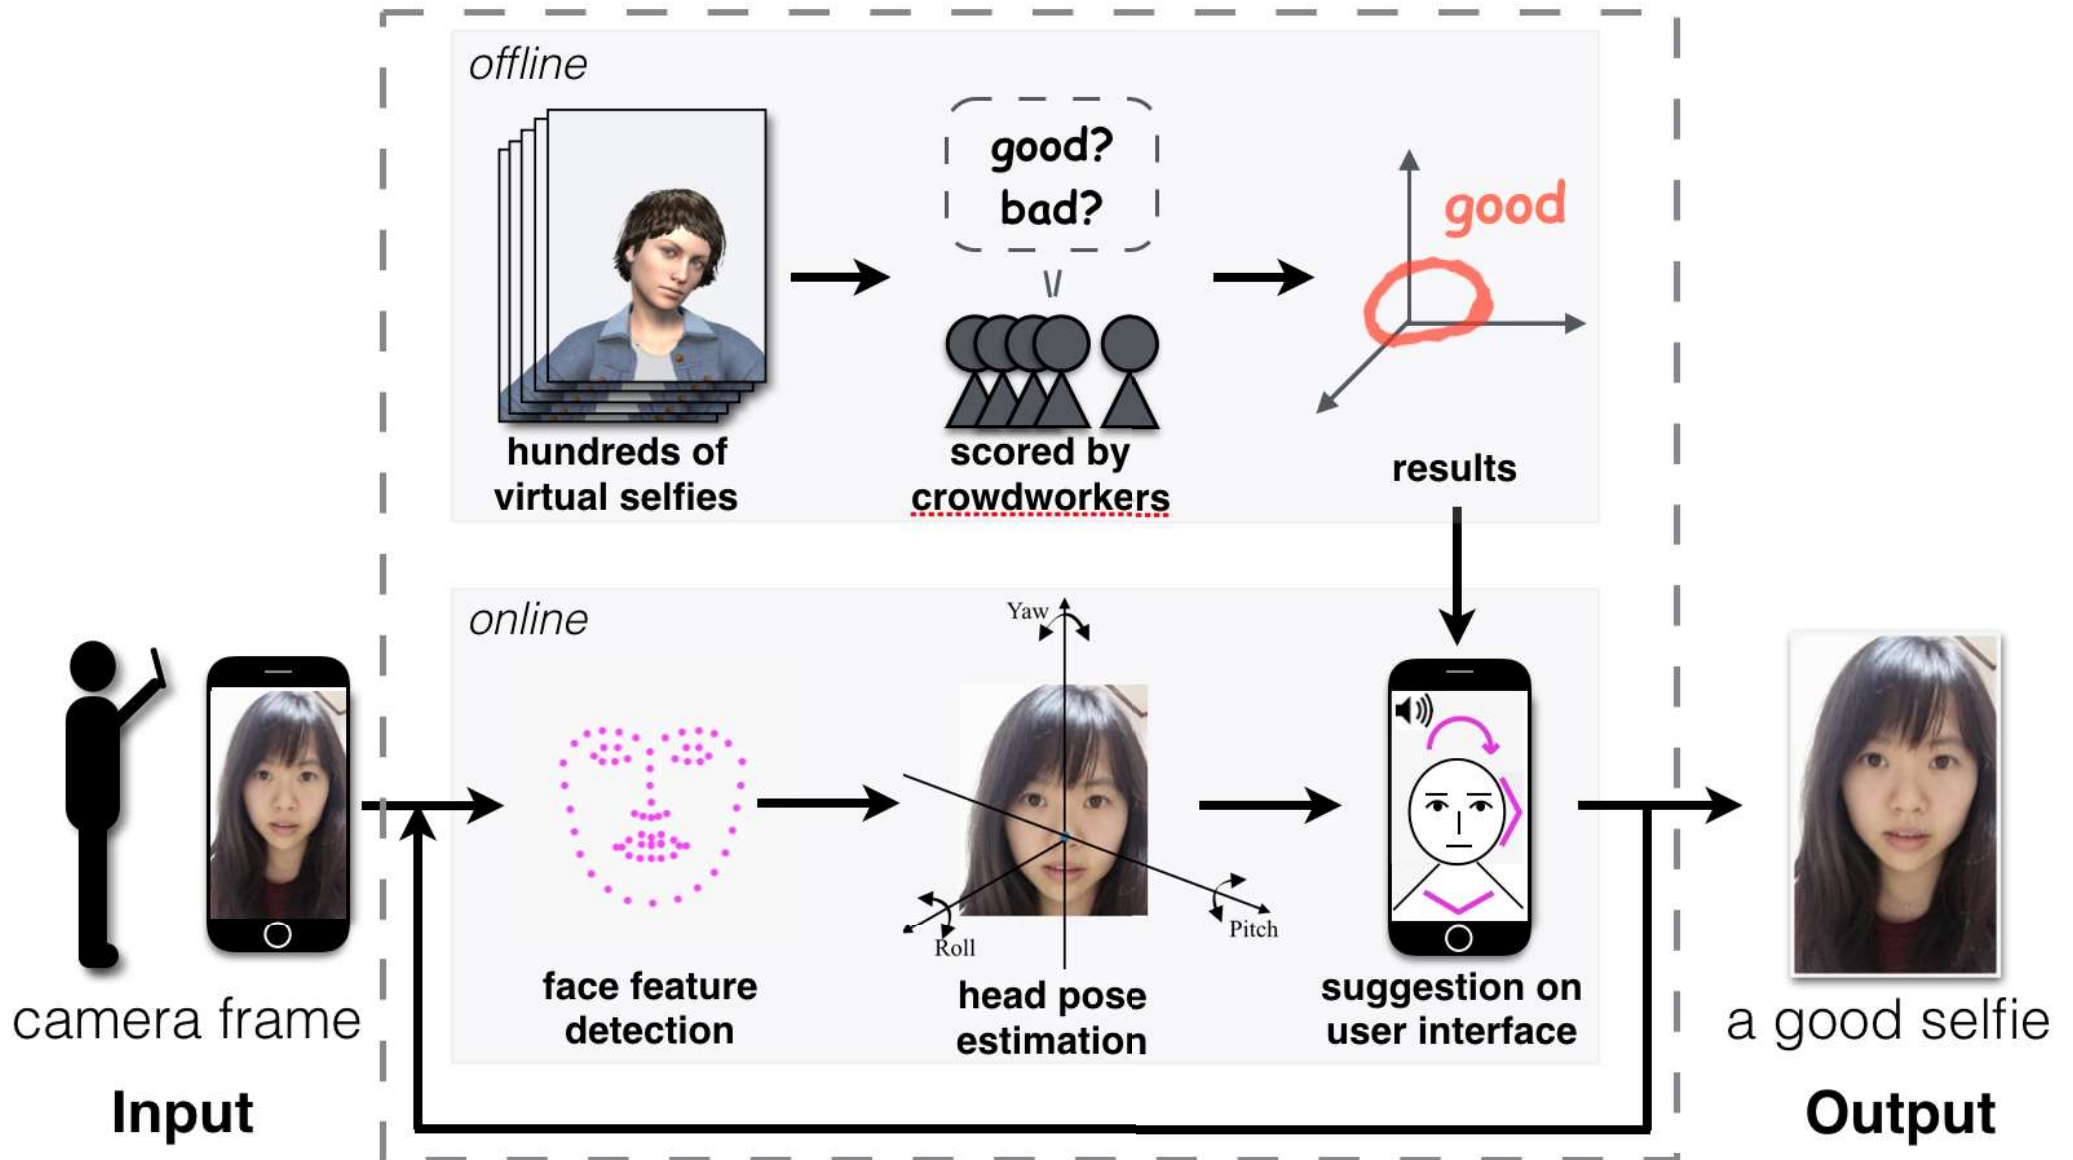 offline
good?
bad?
good
hundreds of
virtual selfies
scored by
crowdworkers
results
online
Yaw
Roll
Pitch
face feature
detection
head pose
estimation
suggestion on
user interface
camera frame
Input
a good selfie
Output